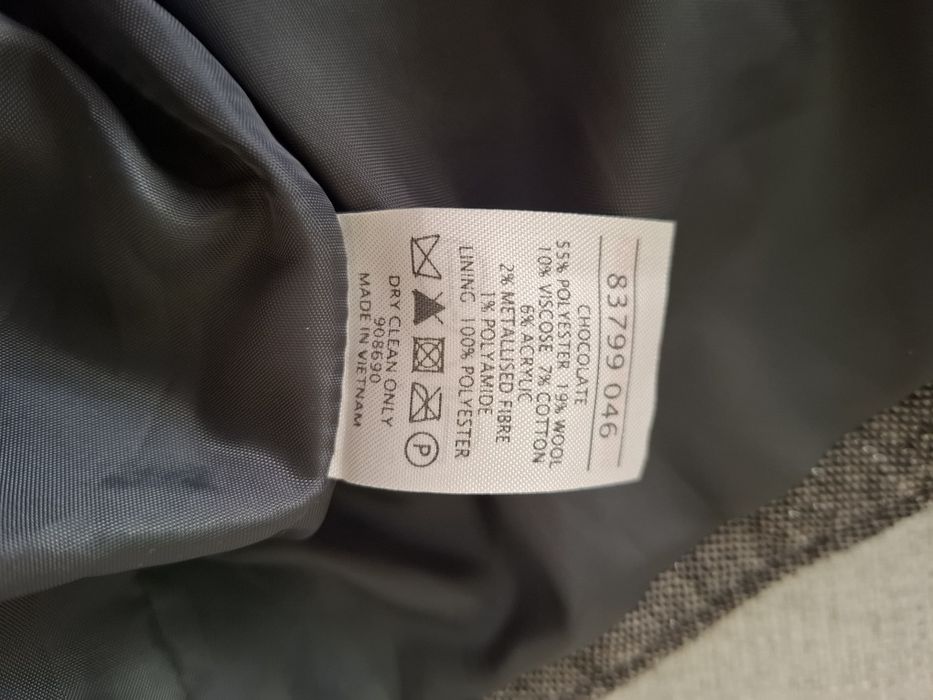 83799 046
CHOCOLATE
55% POLYESTER 19% WOOL
10% VISCOSE 7% COTTON
6% ACRYLIC
2% METALLISED FIBRE
1% POLYAMIDE
LINING 100% POLYESTER
P
DRY CLEAN ONLY
908690
MADE IN VIETNAM